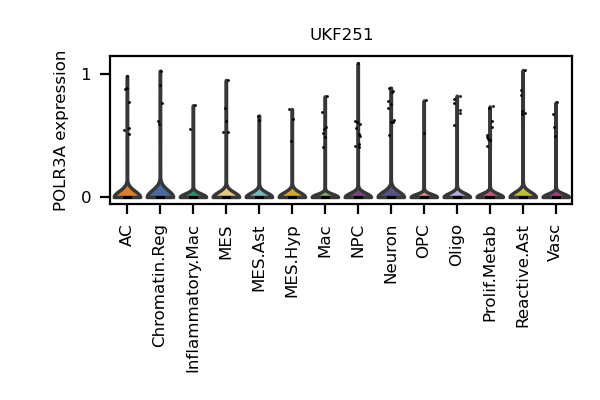 UKF251
POLR3A expression
1
0
AC
Chromatin.Reg
Inflammatory.Mac
MES
MES.Ast
MES.Hyp
Mac
NPC
Neuron
OPC
Oligo
Prolif.Metab
Reactive.Ast
Vasc